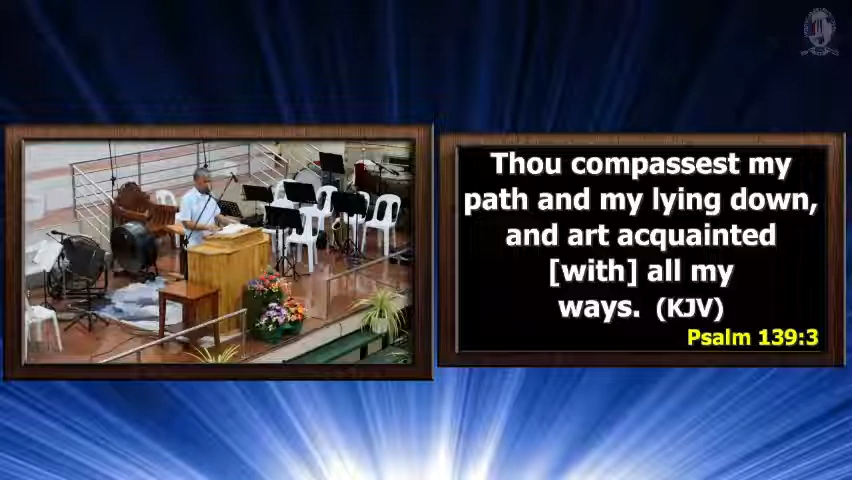 Thou compassest my
path and my lying down,
and art acquainted
[with] all my
ways. (KJV)
Psalm 139:3